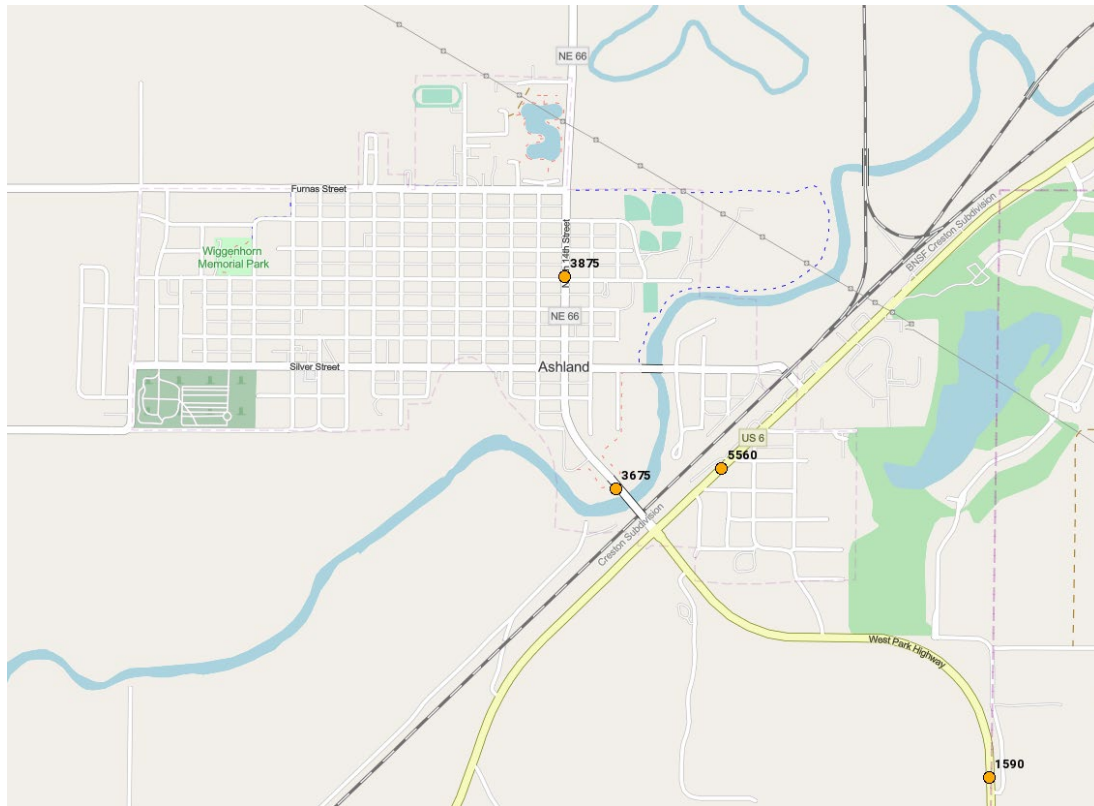 NE 66
Furnas Street
Wiggenhorn
Memorial Park
North 14th Street
3875
BNSF Creston Subdivision
NE 66
Silver Street
Ashland
US 6
5560
3675
Creston Subdivision
West Park Highway
1590